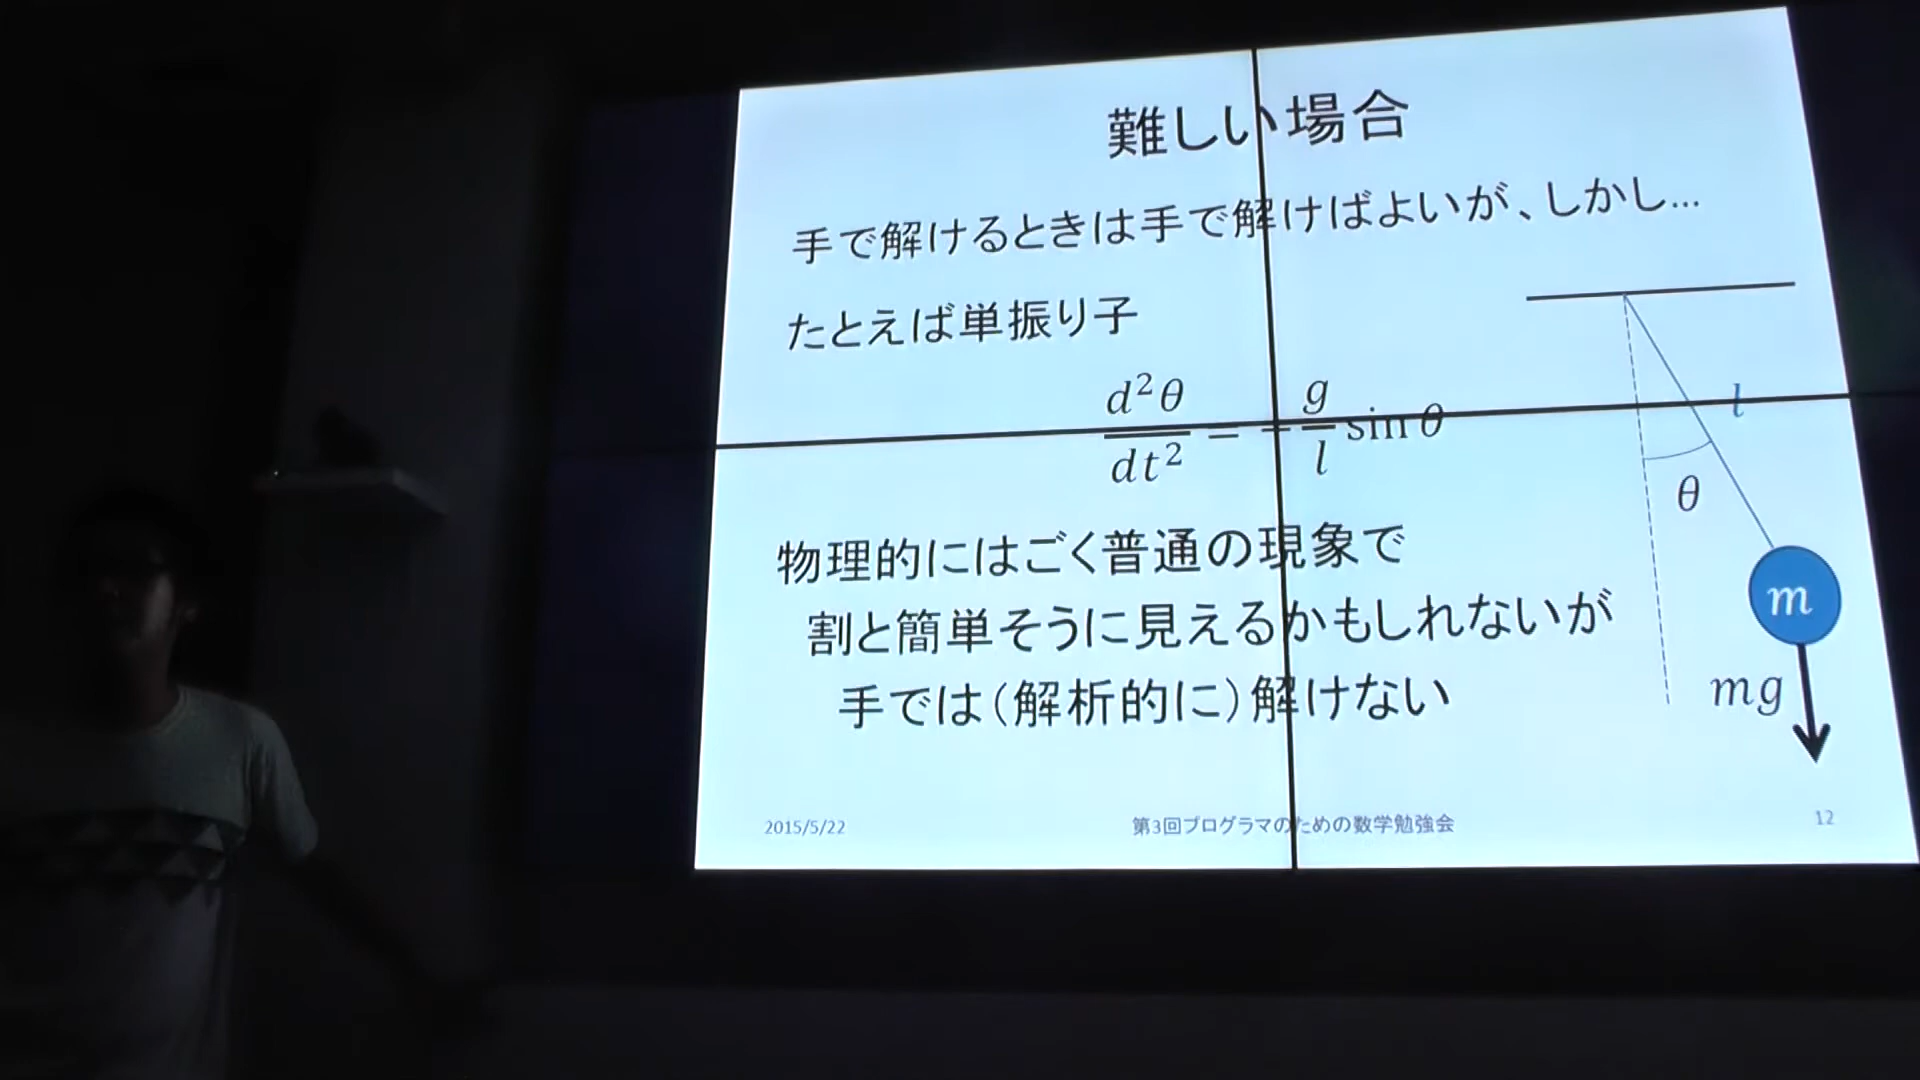 難しい場合
手で解けるときは手で解けばよいが、しかし…
たとえば単振り子
d²θ/dt² = −g/l sin θ
l
θ
m
mg
物理的にはごく普通の現象で
割と簡単そうに見えるかもしれないが
手では(解析的に)解けない
2015/5/22
第3回プログラマのための数学勉強会
12